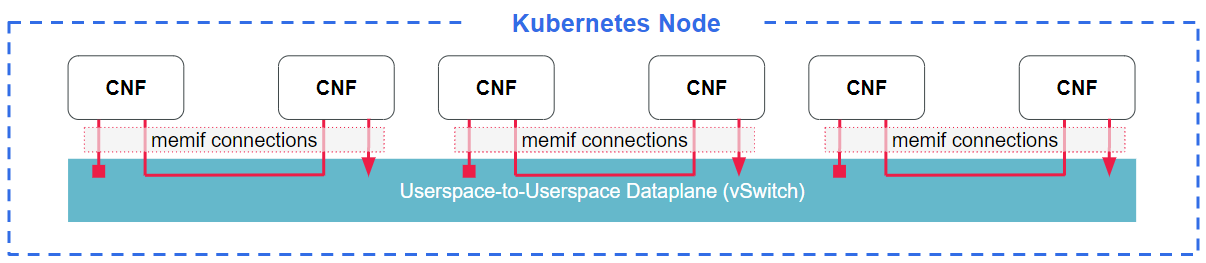 Kubernetes Node
CNF CNF CNF CNF CNF CNF
memif connections memif connections memif connections
Userspace-to-Userspace Dataplane (vSwitch)